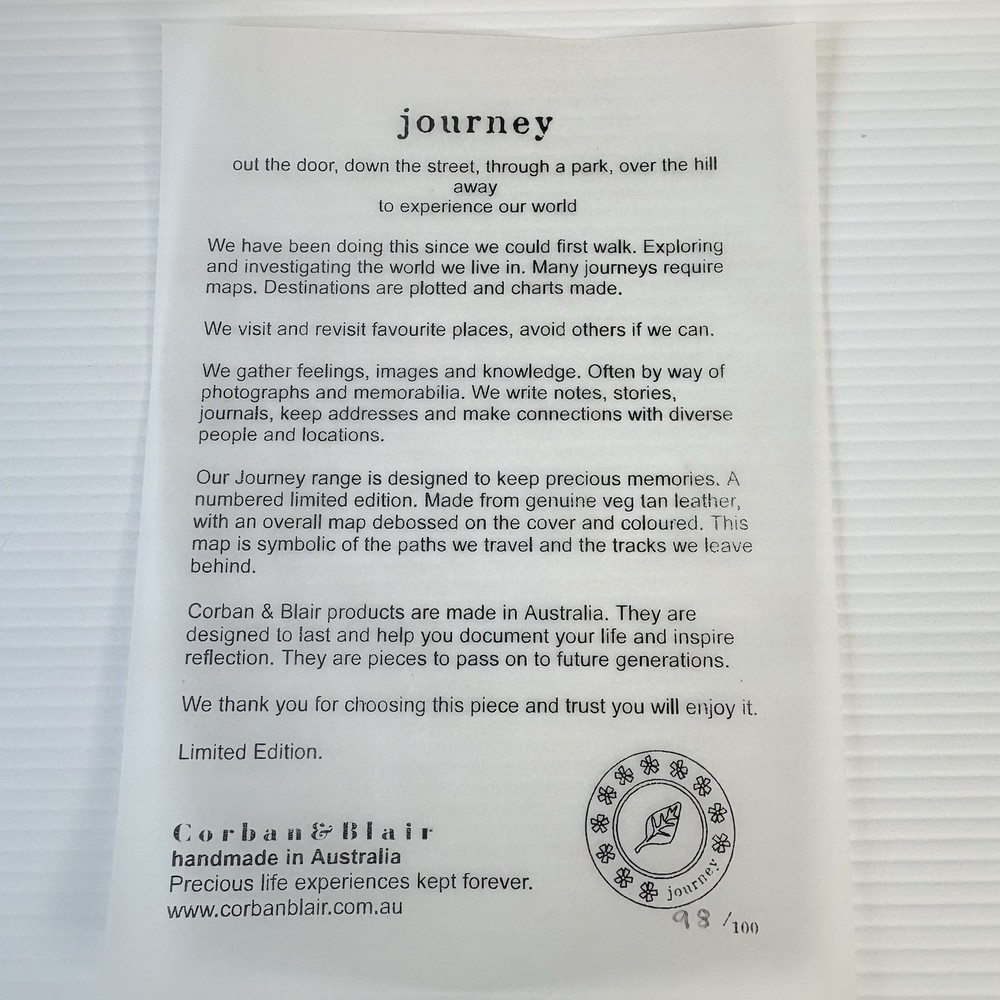 journey
out the door, down the street, through a park, over the hill
away
to experience our world
We have been doing this since we could first walk. Exploring
and investigating the world we live in. Many journeys require
maps. Destinations are plotted and charts made.
We visit and revisit favourite places, avoid others if we can.
We gather feelings, images and knowledge. Often by way of
photographs and memorabilia. We write notes, stories,
journals, keep addresses and make connections with diverse
people and locations.
Our Journey range is designed to keep precious memories. A
numbered limited edition. Made from genuine veg tan leather,
with an overall map debossed on the cover and coloured. This
map is symbolic of the paths we travel and the tracks we leave
behind.
Corban & Blair products are made in Australia. They are
designed to last and help you document your life and inspire
reflection. They are pieces to pass on to future generations.
We thank you for choosing this piece and trust you will enjoy it.
Limited Edition.
Corban & Blair
handmade in Australia
Precious life experiences kept forever.
www.corbanblair.com.au
journey
98 /100